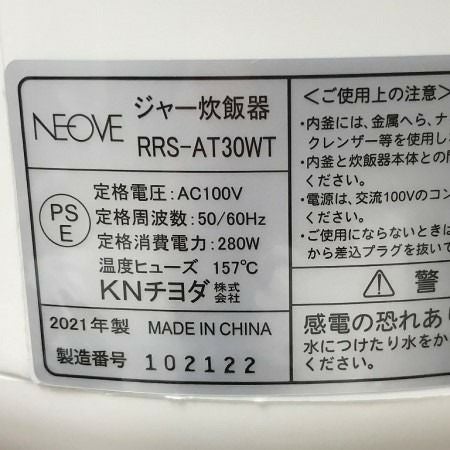 NEOVE ジャー炊飯器
RRS-AT30WT
PS
E
定格電圧:AC100V
定格周波数:50/60Hz
定格消費電力:280W
温度ヒューズ 157℃
KNチヨダ 株式会社
2021年製 MADE IN CHINA
製造番号 102122
<ご使用上の注意>
・内釜には、金属へら、ナ
クレンザー等を使用し
・内釜と炊飯器本体との
ください。
・電源は、交流100Vのコン
・ご使用にならないときは
から差込プラグを抜いて
警
感電の恐れあり
水につけたり水をか
ください。